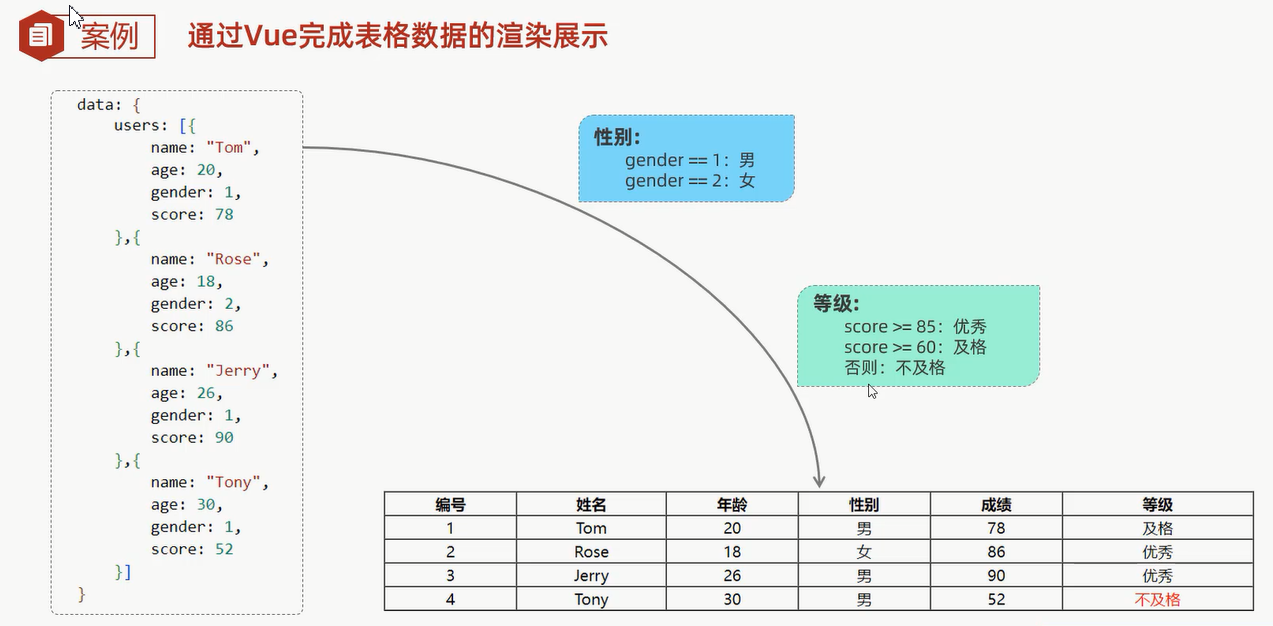 案例
通过Vue完成表格数据的渲染展示
data: {
users: [{
name: "Tom",
age: 20,
gender: 1,
score: 78
},{
name: "Rose",
age: 18,
gender: 2,
score: 86
},{
name: "Jerry",
age: 26,
gender: 1,
score: 90
},{
name: "Tony",
age: 30,
gender: 1,
score: 52
}]
}
性别:
gender == 1：男
gender == 2：女
等级:
score >= 85：优秀
score >= 60：及格
否则：不及格
编号 姓名 年龄 性别 成绩 等级
1 Tom 20 男 78 及格
2 Rose 18 女 86 优秀
3 Jerry 26 男 90 优秀
4 Tony 30 男 52 不及格